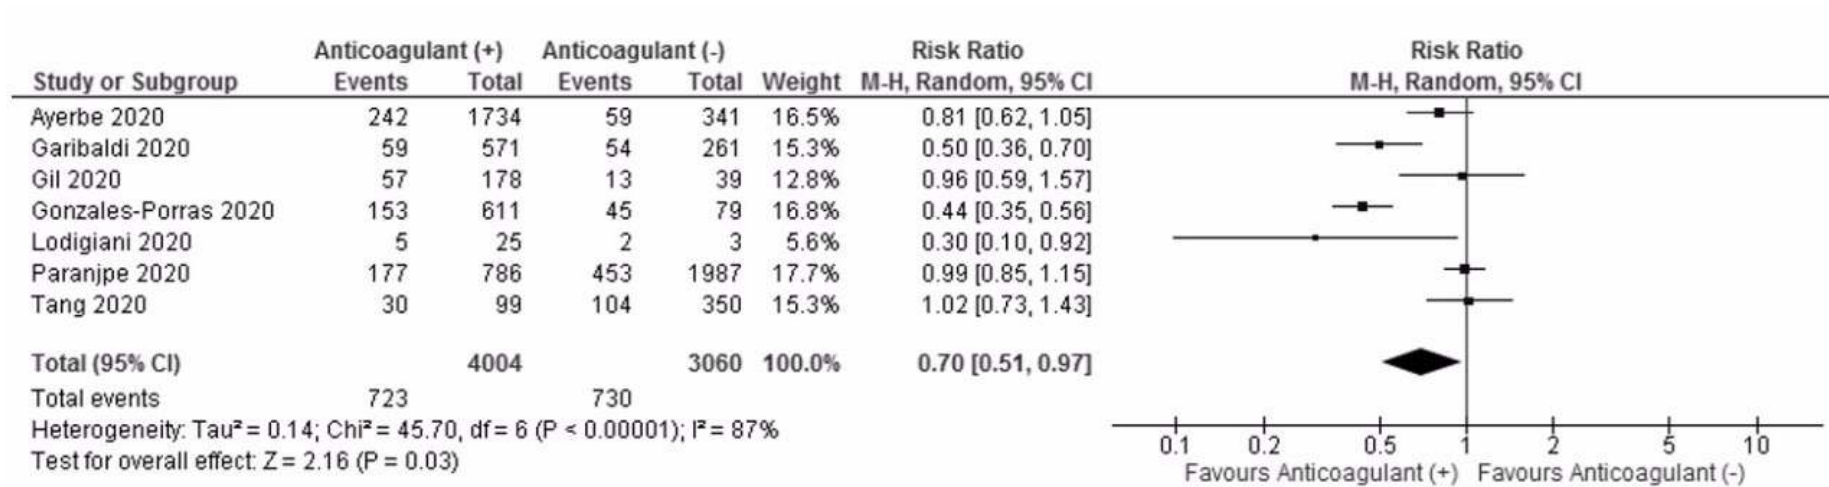 Anticoagulant (+) Anticoagulant (-) Risk Ratio Risk Ratio
Study or Subgroup Events Total Events Total Weight M-H, Random, 95% CI M-H, Random, 95% CI
Ayerbe 2020 242 1734 59 341 16.5% 0.81 [0.62, 1.05]
Garibaldi 2020 59 571 54 261 15.3% 0.50 [0.36, 0.70]
Gil 2020 57 178 13 39 12.8% 0.96 [0.59, 1.57]
Gonzales-Porras 2020 153 611 45 79 16.8% 0.44 [0.35, 0.56]
Lodigiani 2020 5 25 2 3 5.6% 0.30 [0.10, 0.92]
Paranjpe 2020 177 786 453 1987 17.7% 0.99 [0.85, 1.15]
Tang 2020 30 99 104 350 15.3% 1.02 [0.73, 1.43]
Total (95% CI) 4004 3060 100.0% 0.70 [0.51, 0.97]
Total events 723 730
Heterogeneity: Tau² = 0.14; Chi² = 45.70, df = 6 (P < 0.00001); I² = 87%
Test for overall effect: Z = 2.16 (P = 0.03)
0.1 0.2 0.5 1 2 5 10
Favours Anticoagulant (+) Favours Anticoagulant (-)